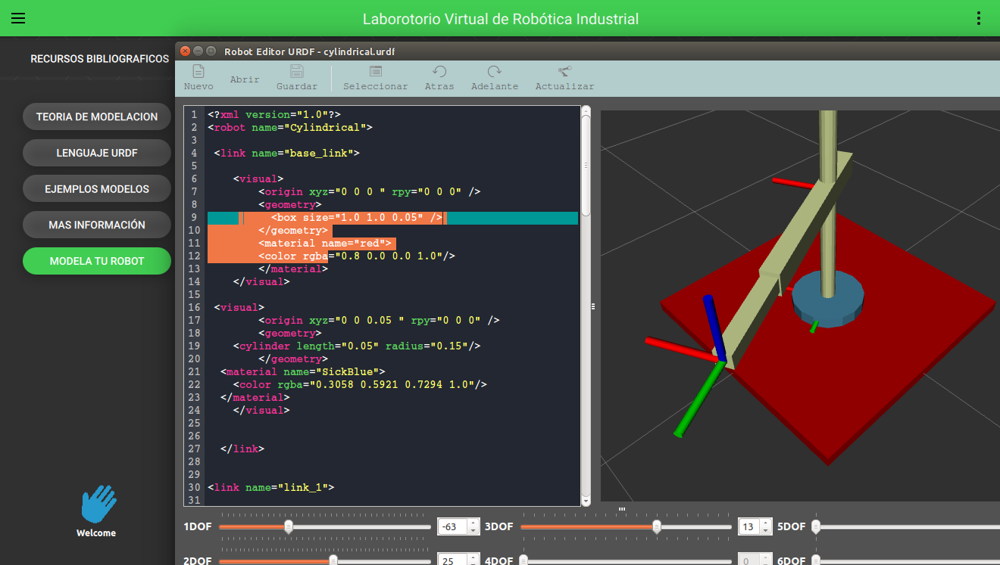 Laborotorio Virtual de Robótica Industrial
RECURSOS BIBLIOGRAFICOS
TEORIA DE MODELACION
LENGUAJE URDF
EJEMPLOS MODELOS
MAS INFORMACIÓN
MODELA TU ROBOT
Welcome
Robot Editor URDF - cylindrical.urdf
Nuevo Abrir Guardar Seleccionar Atras Adelante Actualizar
1 <?xml version="1.0"?>
2 <robot name="Cylindrical">
3
4 <link name="base_link">
5
6 <visual>
7 <origin xyz="0 0 0 " rpy="0 0 0" />
8 <geometry>
9 <box size="1.0 1.0 0.05" />
10 </geometry>
11 <material name="red">
12 <color rgba="0.8 0.0 0.0 1.0"/>
13 </material>
14 </visual>
15
16 <visual>
17 <origin xyz="0 0 0.05 " rpy="0 0 0" />
18 <geometry>
19 <cylinder length="0.05" radius="0.15"/>
20 </geometry>
21 <material name="SickBlue">
22 <color rgba="0.3058 0.5921 0.7294 1.0"/>
23 </material>
24 </visual>
25
26
27 </link>
28
29
30 <link name="link_1">
31
1DOF -63 3DOF 13 5DOF
2DOF 25 4DOF 0 6DOF